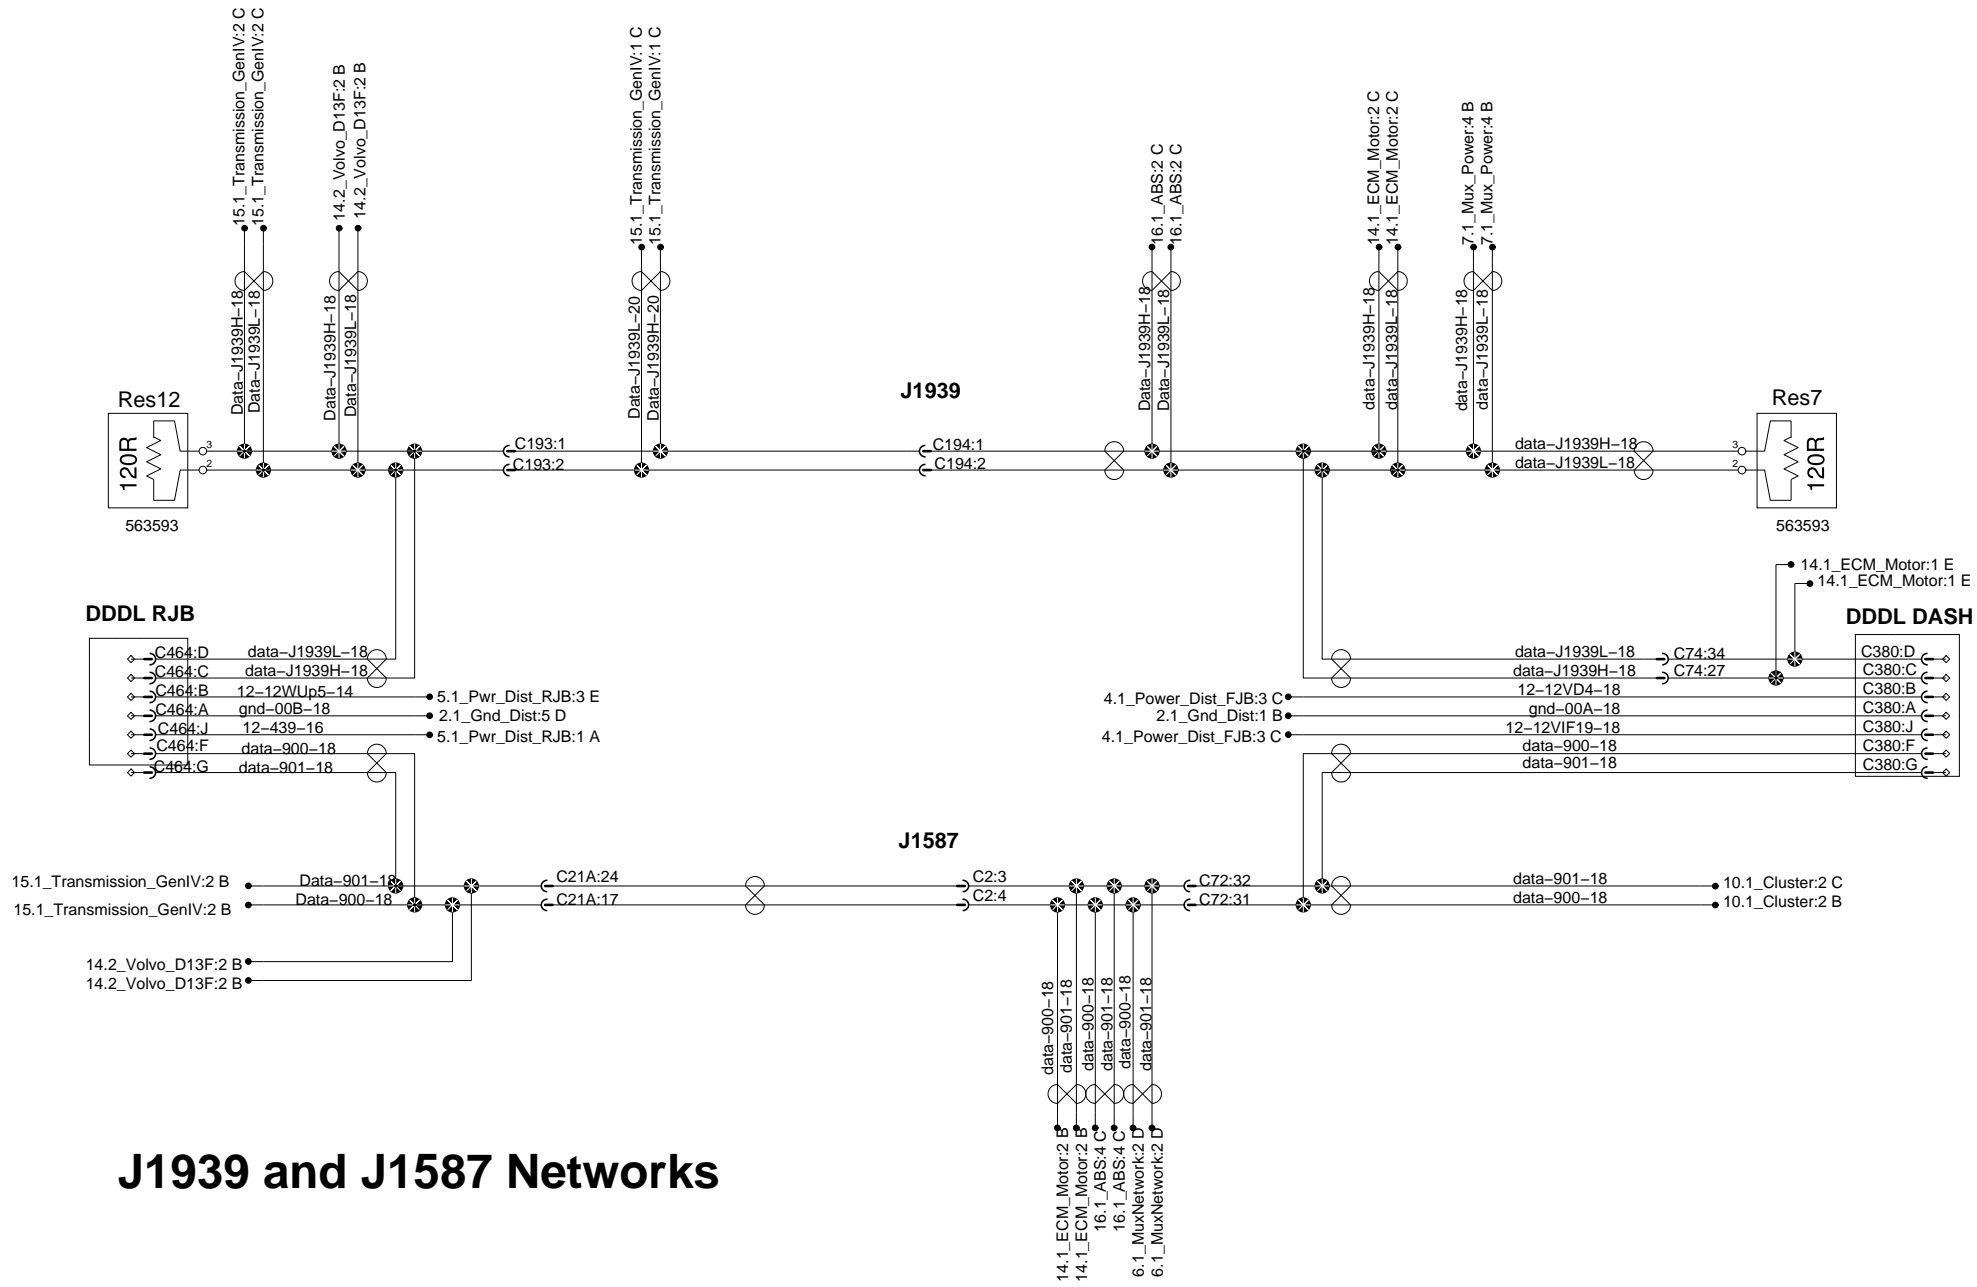 15.1_Transmission_GenIV:2 C
15.1_Transmission_GenIV:2 C
14.2_Volvo_D13F:2 B
14.2_Volvo_D13F:2 B
15.1_Transmission_GenIV:1 C
15.1_Transmission_GenIV:1 C
16.1_ABS:2 C
16.1_ABS:2 C
14.1_ECM_Motor:2 C
14.1_ECM_Motor:2 C
7.1_Mux_Power:4 B
7.1_Mux_Power:4 B
Data-J1939H-18
Data-J1939L-18
Data-J1939H-18
Data-J1939L-18
Data-J1939L-20
Data-J1939H-20
Data-J1939H-18
Data-J1939L-18
data-J1939H-18
data-J1939L-18
data-J1939H-18
data-J1939L-18
J1939
Res12
120R
3
2
563593
C193:1
C193:2
C194:1
C194:2
data-J1939H-18
data-J1939L-18
Res7
3
2
120R
563593
14.1_ECM_Motor:1 E
14.1_ECM_Motor:1 E
DDDL RJB
C464:D data-J1939L-18
C464:C data-J1939H-18
C464:B 12-12WUp5-14 5.1_Pwr_Dist_RJB:3 E
C464:A gnd-00B-18 2.1_Gnd_Dist:5 D
C464:J 12-439-16 5.1_Pwr_Dist_RJB:1 A
C464:F data-900-18
C464:G data-901-18
DDDL DASH
data-J1939L-18 C74:34 C380:D
data-J1939H-18 C74:27 C380:C
4.1_Power_Dist_FJB:3 C 12-12VD4-18 C380:B
2.1_Gnd_Dist:1 B gnd-00A-18 C380:A
4.1_Power_Dist_FJB:3 C 12-12VIF19-18 C380:J
data-900-18 C380:F
data-901-18 C380:G
J1587
15.1_Transmission_GenIV:2 B Data-901-18 C21A:24 C2:3 C72:32 data-901-18 10.1_Cluster:2 C
15.1_Transmission_GenIV:2 B Data-900-18 C21A:17 C2:4 C72:31 data-900-18 10.1_Cluster:2 B
14.2_Volvo_D13F:2 B
14.2_Volvo_D13F:2 B
data-900-18
data-901-18
data-900-18
data-901-18
data-900-18
data-901-18
14.1_ECM_Motor:2 B
14.1_ECM_Motor:2 B
16.1_ABS:4 C
16.1_ABS:4 C
6.1_MuxNetwork:2 D
6.1_MuxNetwork:2 D
J1939 and J1587 Networks